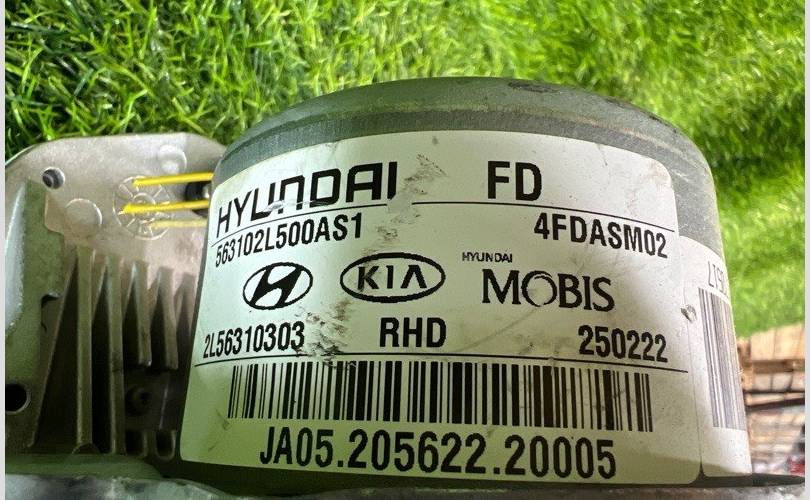 HYUNDAI FD
563102L500AS1 4FDASM02
KIA HYUNDAI MOBIS
2L56310303 RHD 250222
JA05.205622.20005